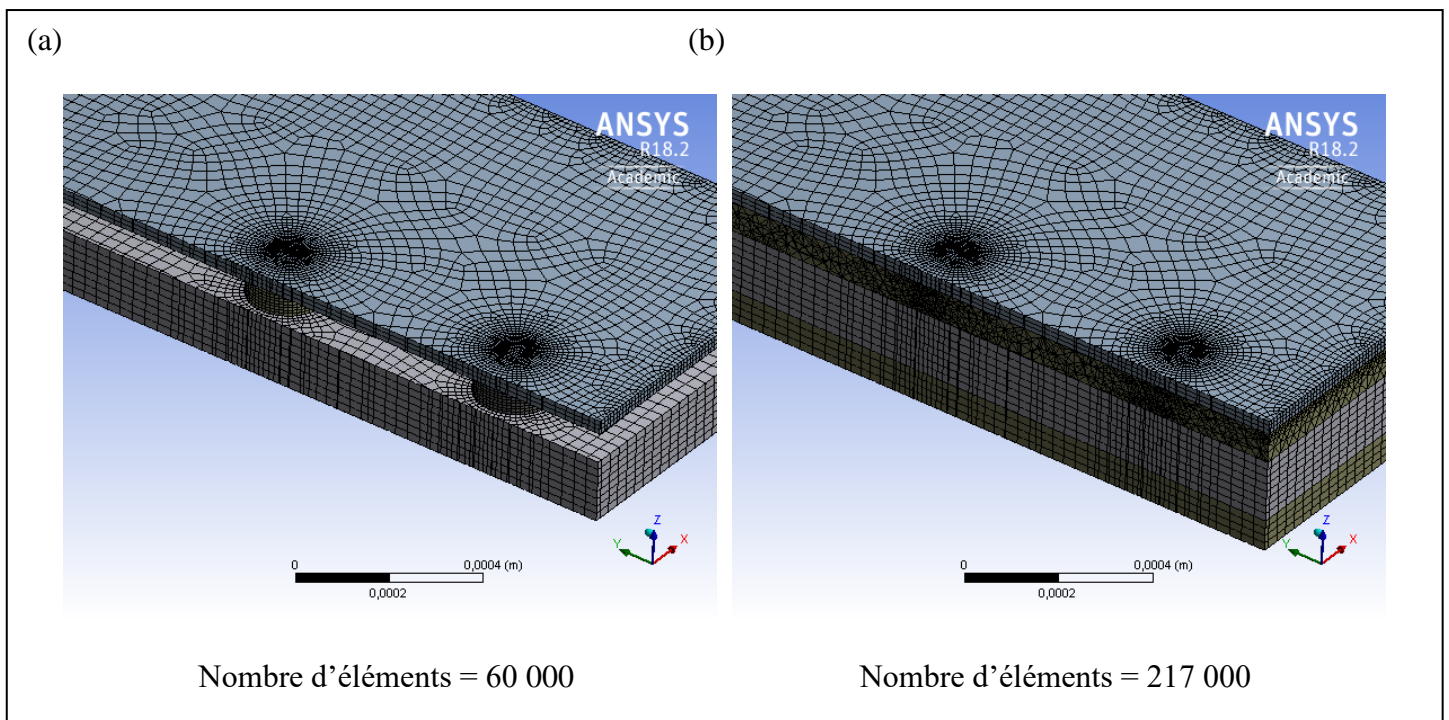 (a)
(b)
ANSYS
R18.2
Academic
ANSYS
R18.2
Academic
Z
Y
X
0
0,0004 (m)
0,0002
Z
Y
X
0
0,0004 (m)
0,0002
Nombre d’éléments = 60 000
Nombre d’éléments = 217 000